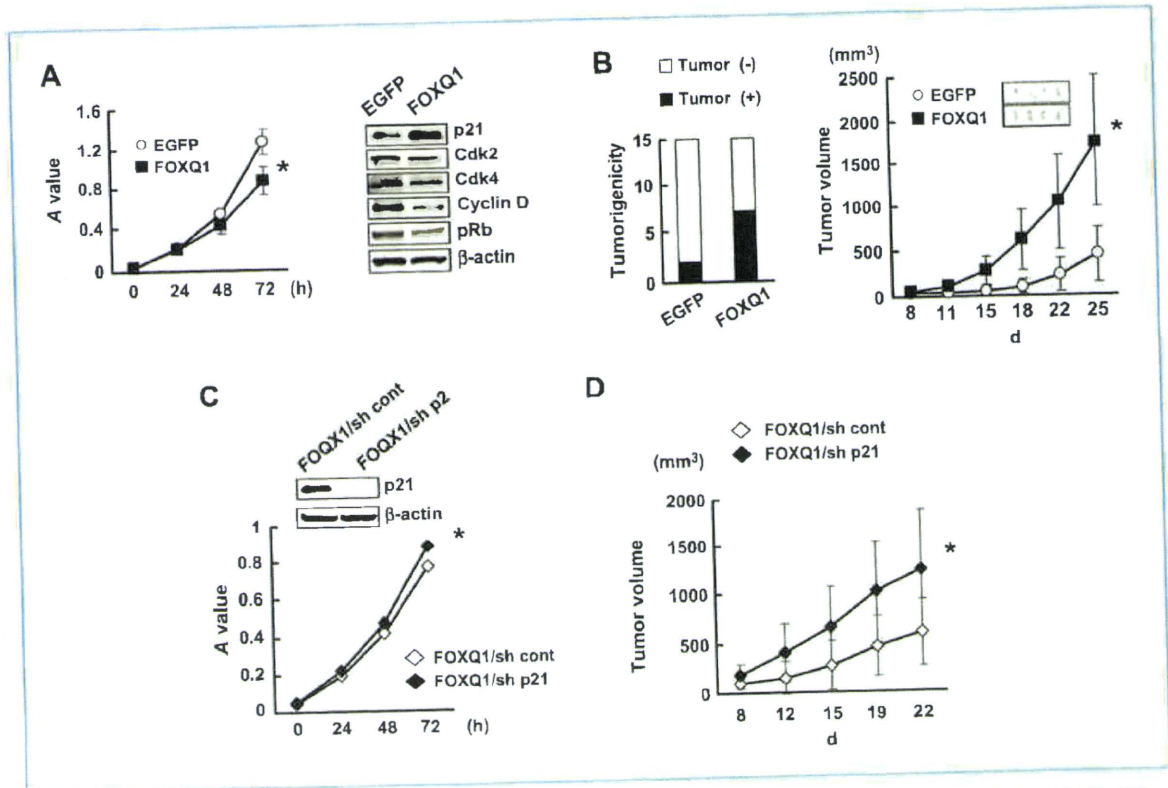 A
1.6
1.2
0.8
0.4
0
A value
0 24 48 72 (h)
EGFP
FOXQ1
*
EGFP FOXQ1
p21
Cdk2
Cdk4
Cyclin D
pRb
β-actin
B
Tumor (-)
Tumor (+)
15
10
5
0
Tumorigenicity
EGFP FOXQ1
(mm³)
2500
2000
1500
1000
500
0
Tumor volume
EGFP
FOXQ1
*
8 11 15 18 22 25
d
C
FOQX1/sh cont
FOQX1/sh p2
p21
β-actin
1
0.8
0.6
0.4
0.2
0
A value
*
FOXQ1/sh cont
FOXQ1/sh p21
0 24 48 72 (h)
D
FOXQ1/sh cont
FOXQ1/sh p21
(mm³)
2000
1500
1000
500
0
Tumor volume
*
8 12 15 19 22
d